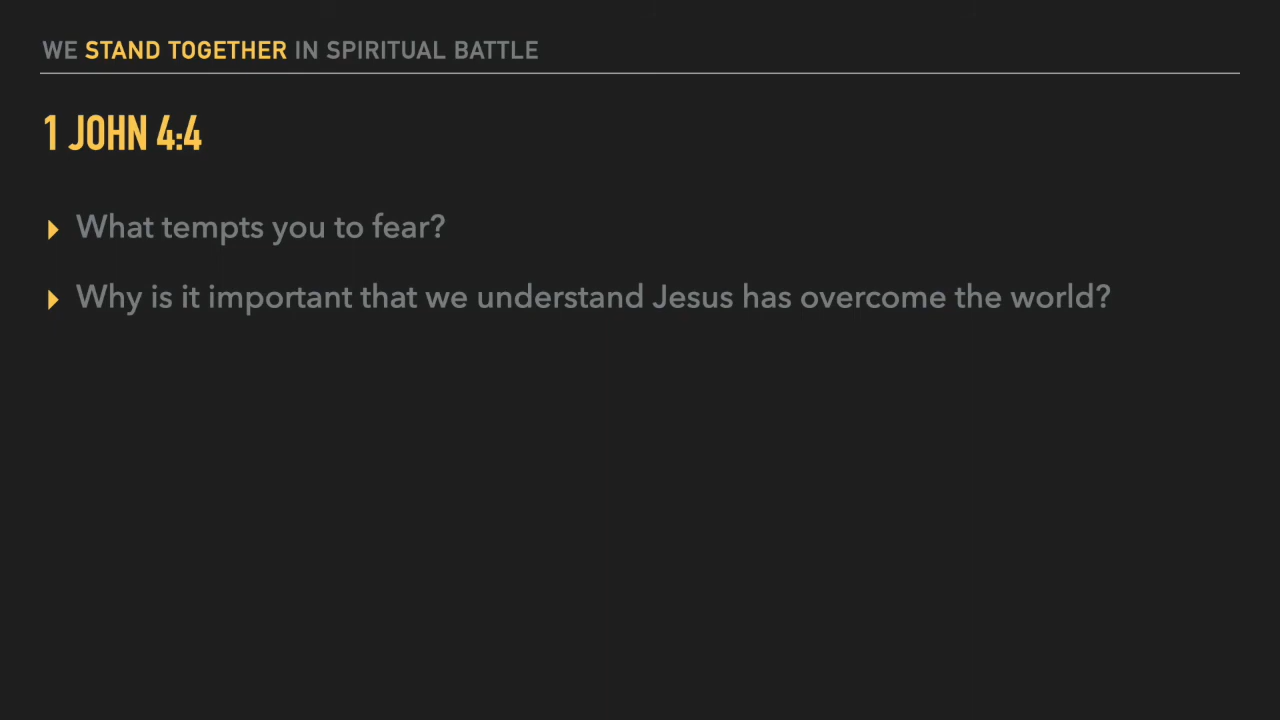 WE STAND TOGETHER IN SPIRITUAL BATTLE
1 JOHN 4:4
What tempts you to fear?
Why is it important that we understand Jesus has overcome the world?